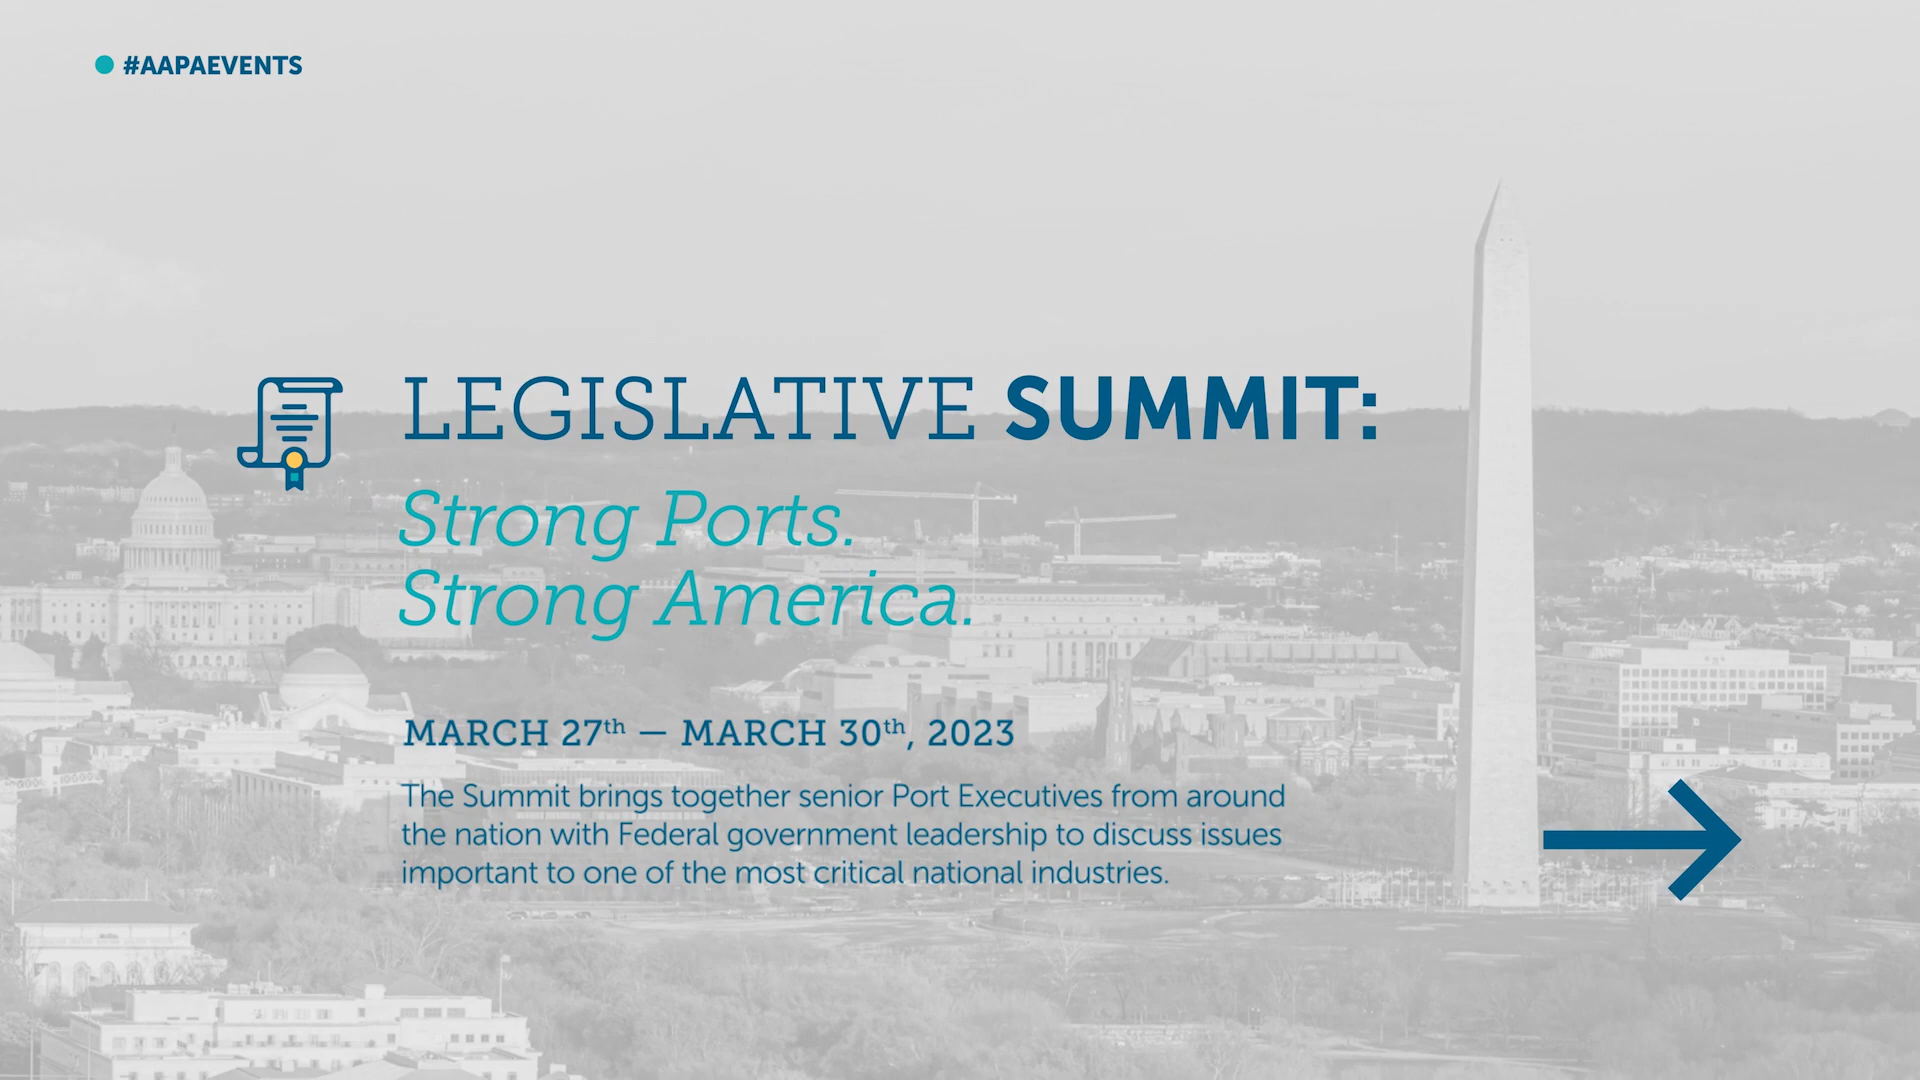 #AAPAEVENTS
LEGISLATIVE SUMMIT:
Strong Ports.
Strong America.
MARCH 27th — MARCH 30th, 2023
The Summit brings together senior Port Executives from around
the nation with Federal government leadership to discuss issues
important to one of the most critical national industries.